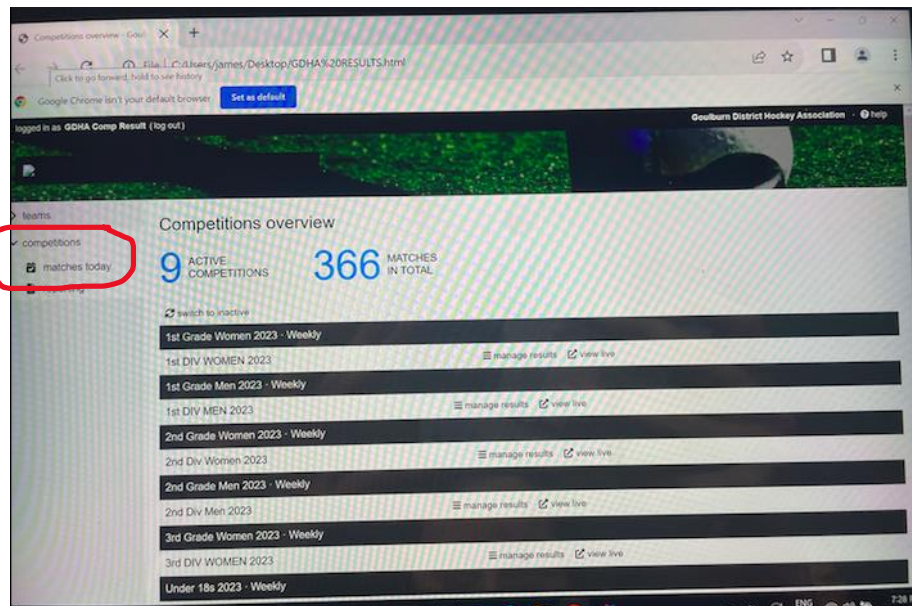 Competitions overview - Goul
File C:/Users/james/Desktop/GDHA%20RESULTS.html
Click to go forward, hold to see history
Google Chrome isn't your default browser Set as default
logged in as GDHA Comp Result (log out) Goulburn District Hockey Association · help
teams
competitions
matches today
Competitions overview
9 ACTIVE COMPETITIONS 366 MATCHES IN TOTAL
switch to inactive
1st Grade Women 2023 · Weekly
1st DIV WOMEN 2023 manage results view live
1st Grade Men 2023 · Weekly
1st DIV MEN 2023 manage results view live
2nd Grade Women 2023 · Weekly
2nd Div Women 2023 manage results view live
2nd Grade Men 2023 · Weekly
2nd Div Men 2023 manage results view live
3rd Grade Women 2023 · Weekly
3rd DIV WOMEN 2023 manage results view live
Under 18s 2023 · Weekly
ENG 7:28